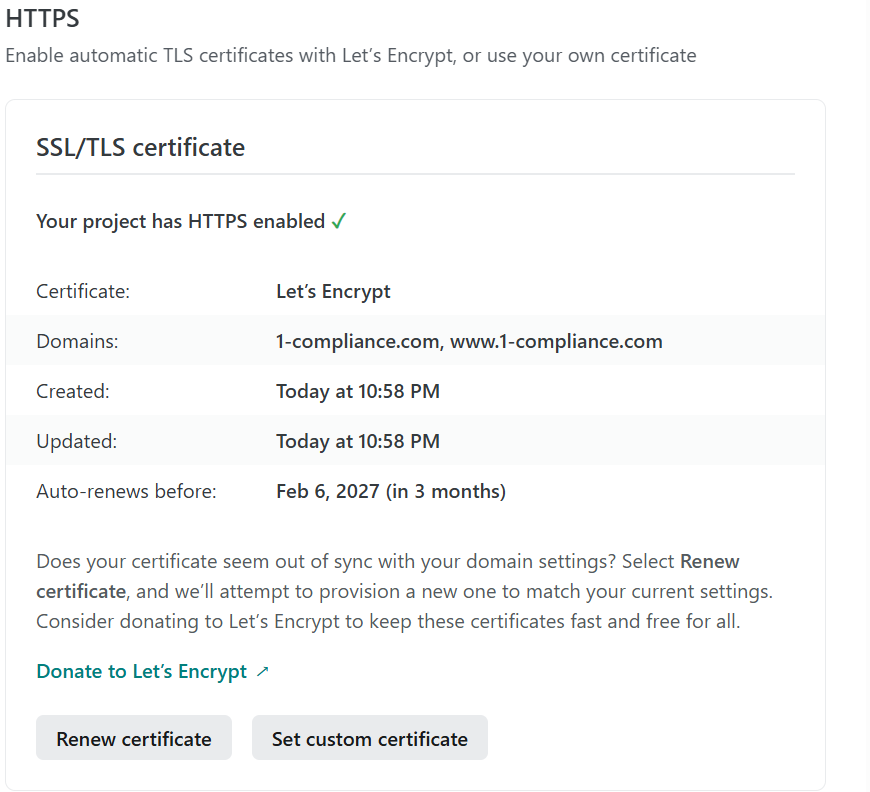 HTTPS
Enable automatic TLS certificates with Let’s Encrypt, or use your own certificate
SSL/TLS certificate
Your project has HTTPS enabled ✓
Certificate: Let’s Encrypt
Domains: 1-compliance.com, www.1-compliance.com
Created: Today at 10:58 PM
Updated: Today at 10:58 PM
Auto-renews before: Feb 6, 2027 (in 3 months)
Does your certificate seem out of sync with your domain settings? Select Renew
certificate, and we’ll attempt to provision a new one to match your current settings.
Consider donating to Let’s Encrypt to keep these certificates fast and free for all.
Donate to Let’s Encrypt ↗
Renew certificate Set custom certificate